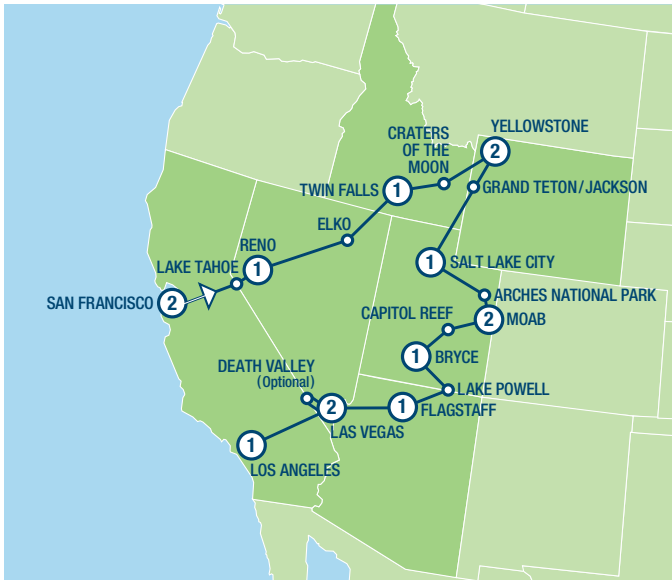 YELLOWSTONE
2
CRATERS
OF THE
MOON
TWIN FALLS
1
GRAND TETON/JACKSON
ELKO
RENO
1
LAKE TAHOE
SALT LAKE CITY
1
SAN FRANCISCO
2
ARCHES NATIONAL PARK
CAPITOL REEF
2
MOAB
1
BRYCE
DEATH VALLEY
(Optional)
LAKE POWELL
2
LAS VEGAS
1
FLAGSTAFF
1
LOS ANGELES